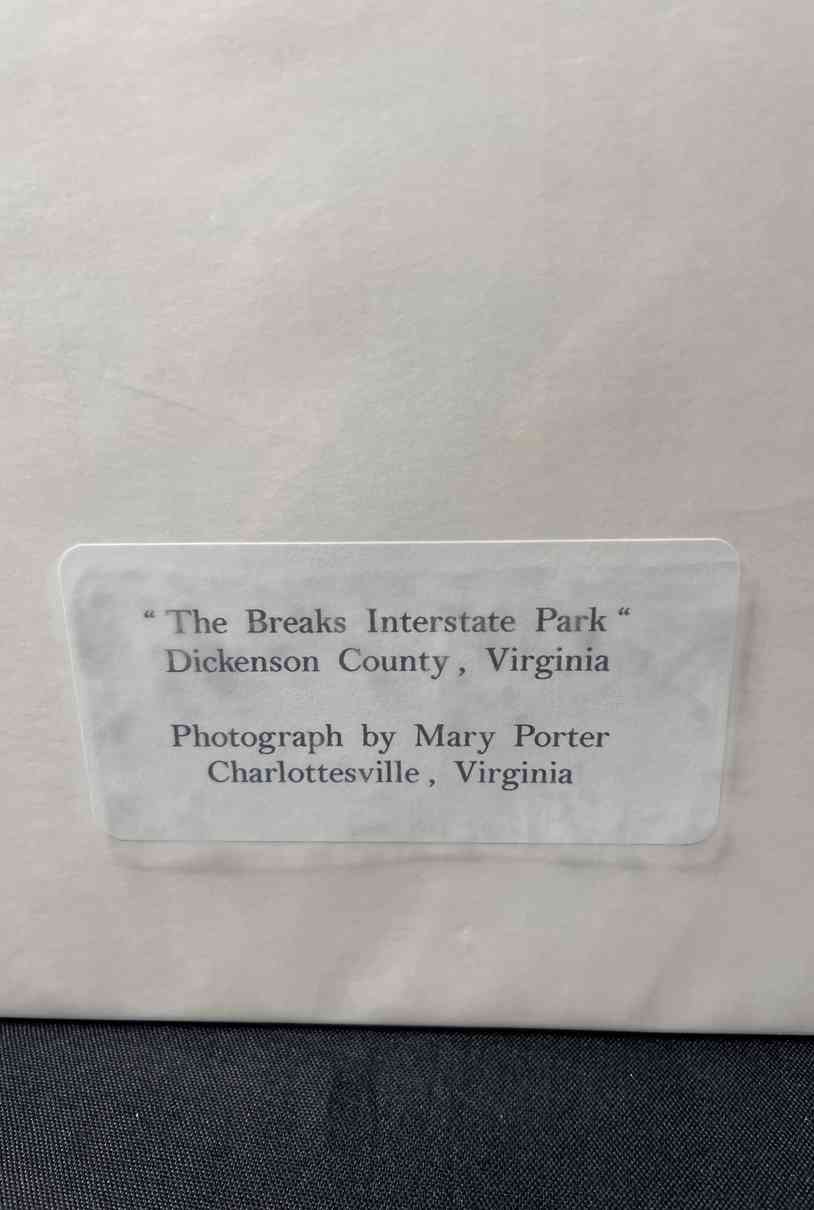 “ The Breaks Interstate Park “
Dickenson County , Virginia
Photograph by Mary Porter
Charlottesville , Virginia